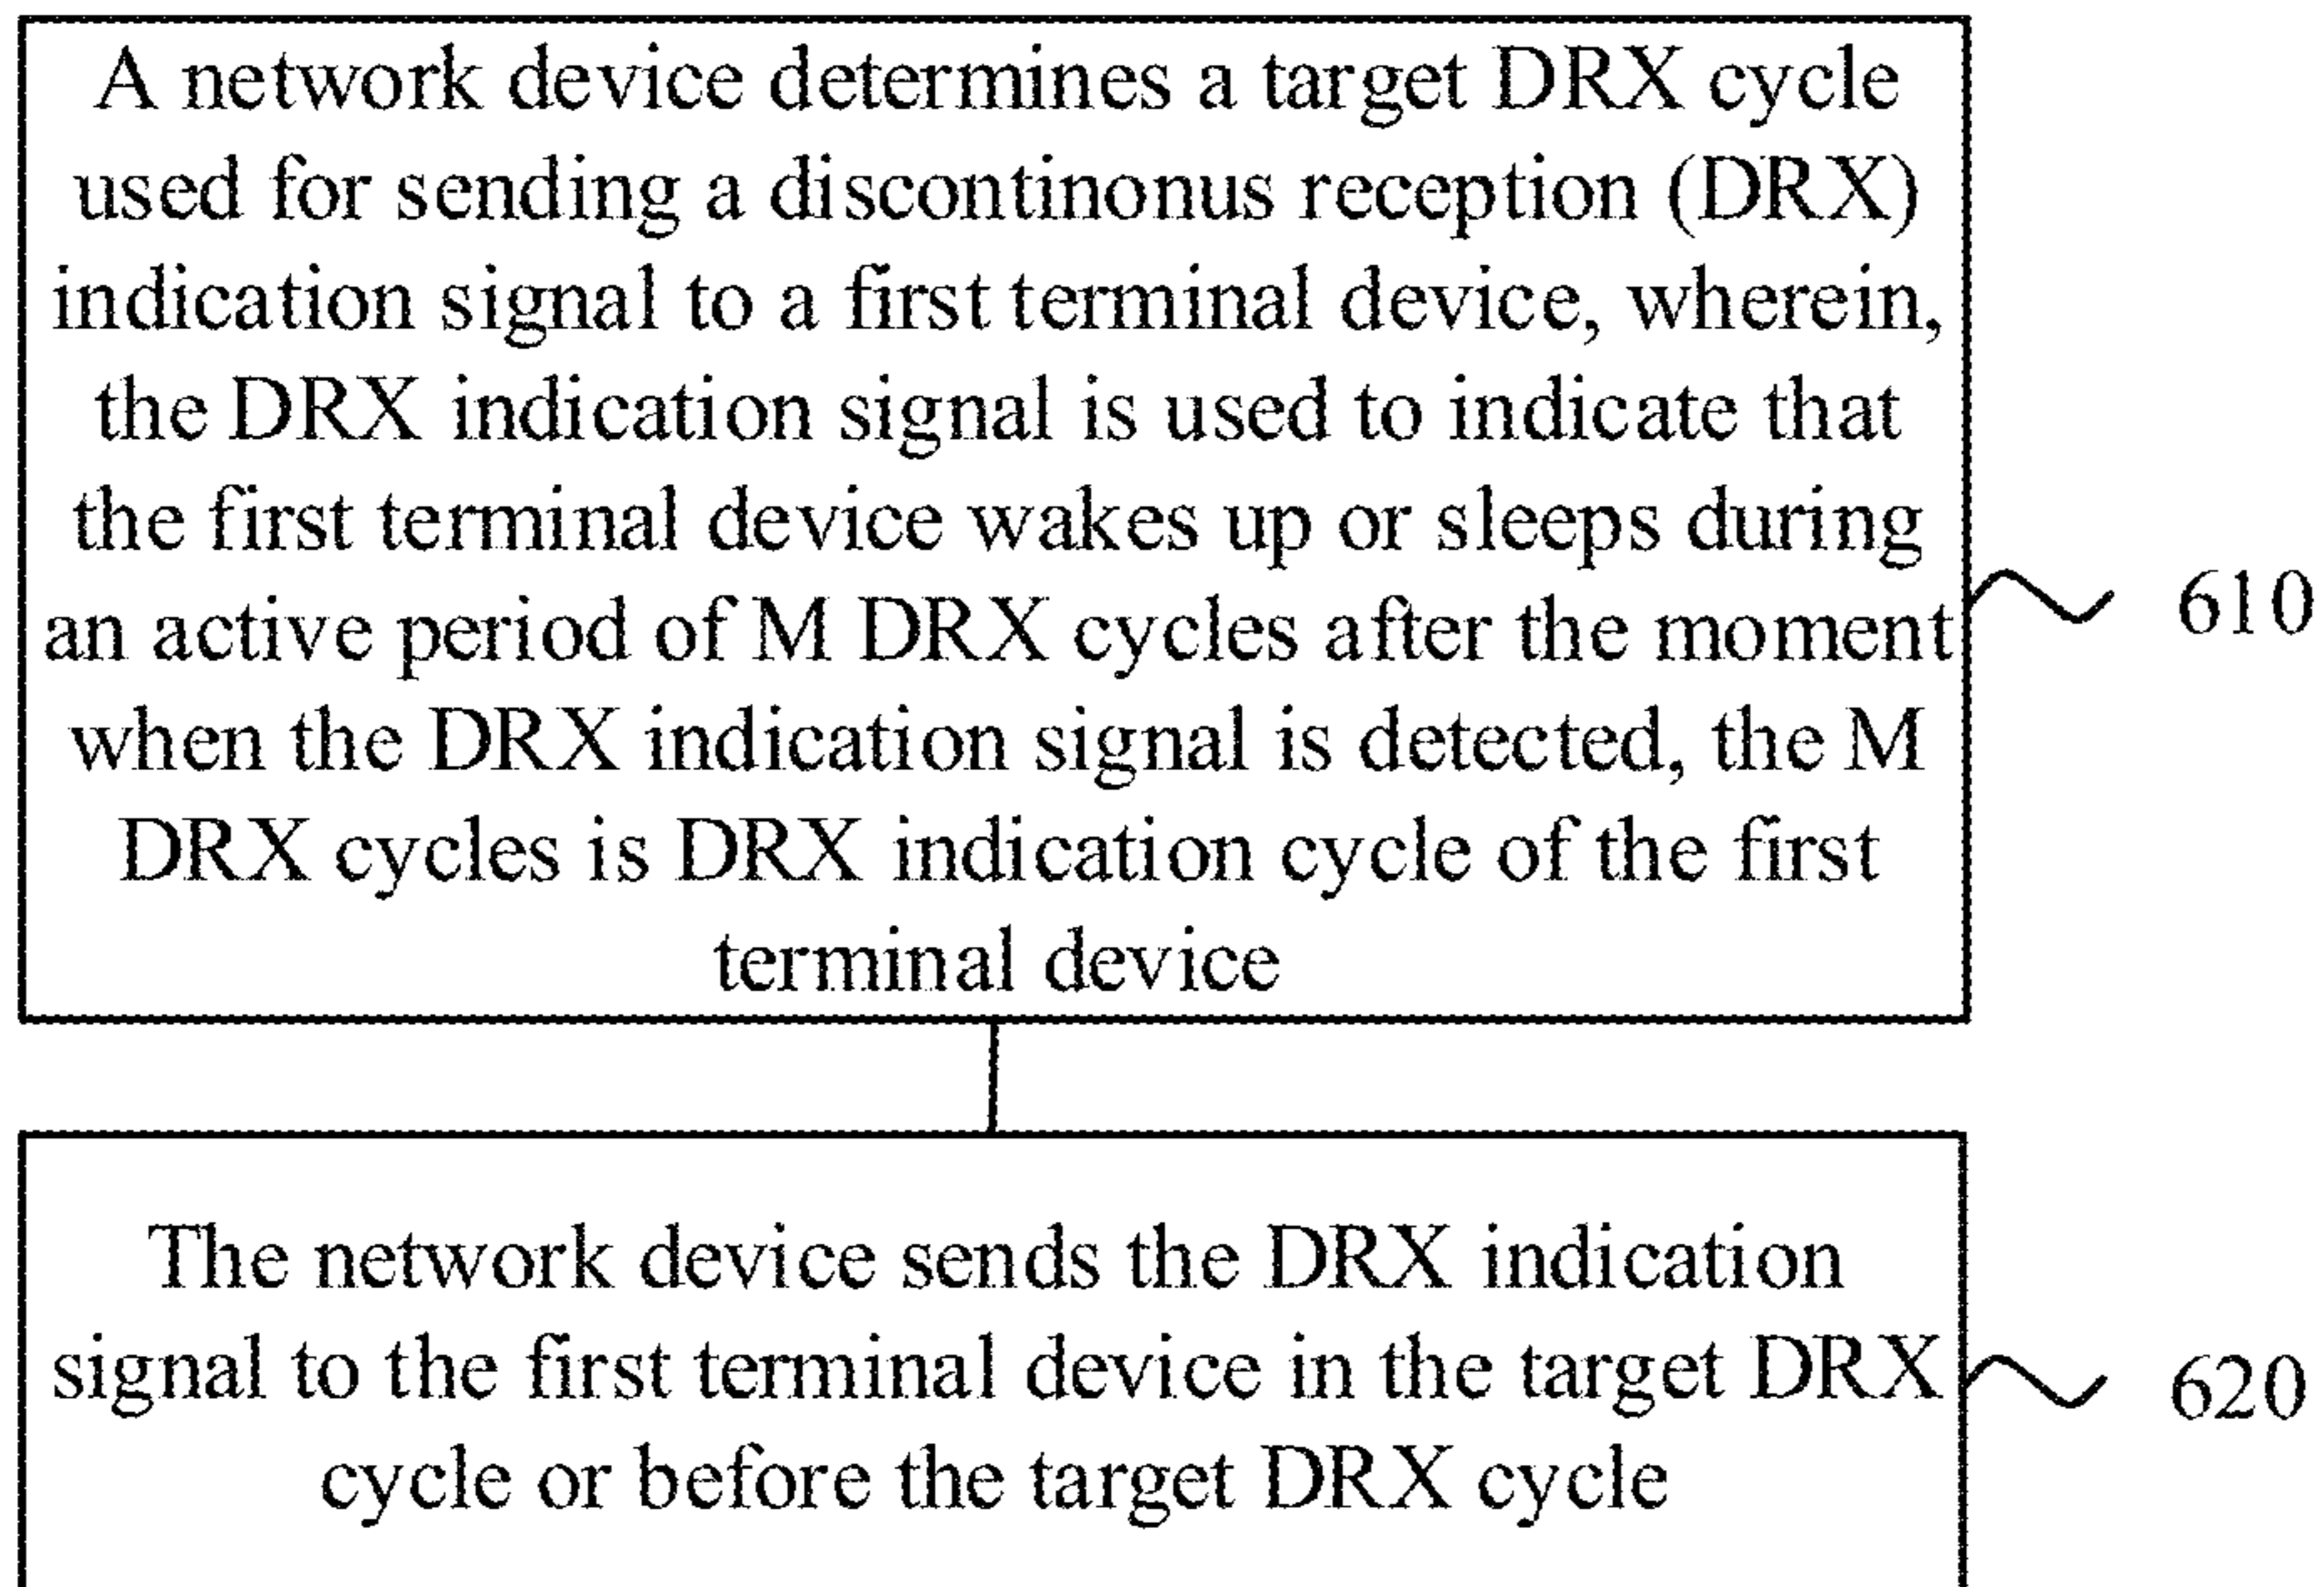 A network device determines a target DRX cycle
used for sending a discontinonus reception (DRX)
indication signal to a first terminal device, wherein,
the DRX indication signal is used to indicate that
the first terminal device wakes up or sleeps during
an active period of M DRX cycles after the moment
when the DRX indication signal is detected, the M
DRX cycles is DRX indication cycle of the first
terminal device
610
The network device sends the DRX indication
signal to the first terminal device in the target DRX
cycle or before the target DRX cycle
620